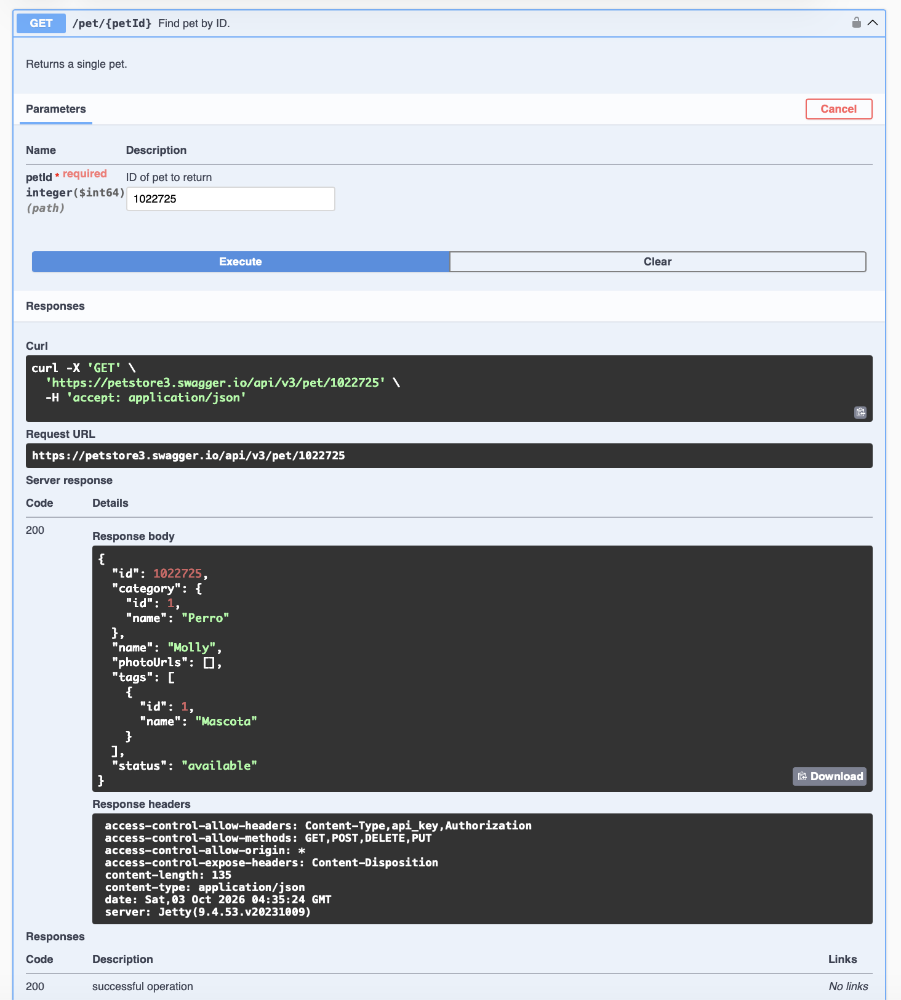 GET /pet/{petId} Find pet by ID.
Returns a single pet.
Parameters
Cancel
Name Description
petId * required
integer($int64)
(path)
ID of pet to return
1022725
Execute Clear
Responses
Curl
curl -X 'GET' \
  'https://petstore3.swagger.io/api/v3/pet/1022725' \
  -H 'accept: application/json'
Request URL
https://petstore3.swagger.io/api/v3/pet/1022725
Server response
Code Details
200
Response body
{
  "id": 1022725,
  "category": {
    "id": 1,
    "name": "Perro"
  },
  "name": "Molly",
  "photoUrls": [],
  "tags": [
    {
      "id": 1,
      "name": "Mascota"
    }
  ],
  "status": "available"
}
Download
Response headers
access-control-allow-headers: Content-Type,api_key,Authorization
access-control-allow-methods: GET,POST,DELETE,PUT
access-control-allow-origin: *
access-control-expose-headers: Content-Disposition
content-length: 135
content-type: application/json
date: Sat,03 Oct 2026 04:35:24 GMT
server: Jetty(9.4.53.v20231009)
Responses
Code Description Links
200 successful operation No links